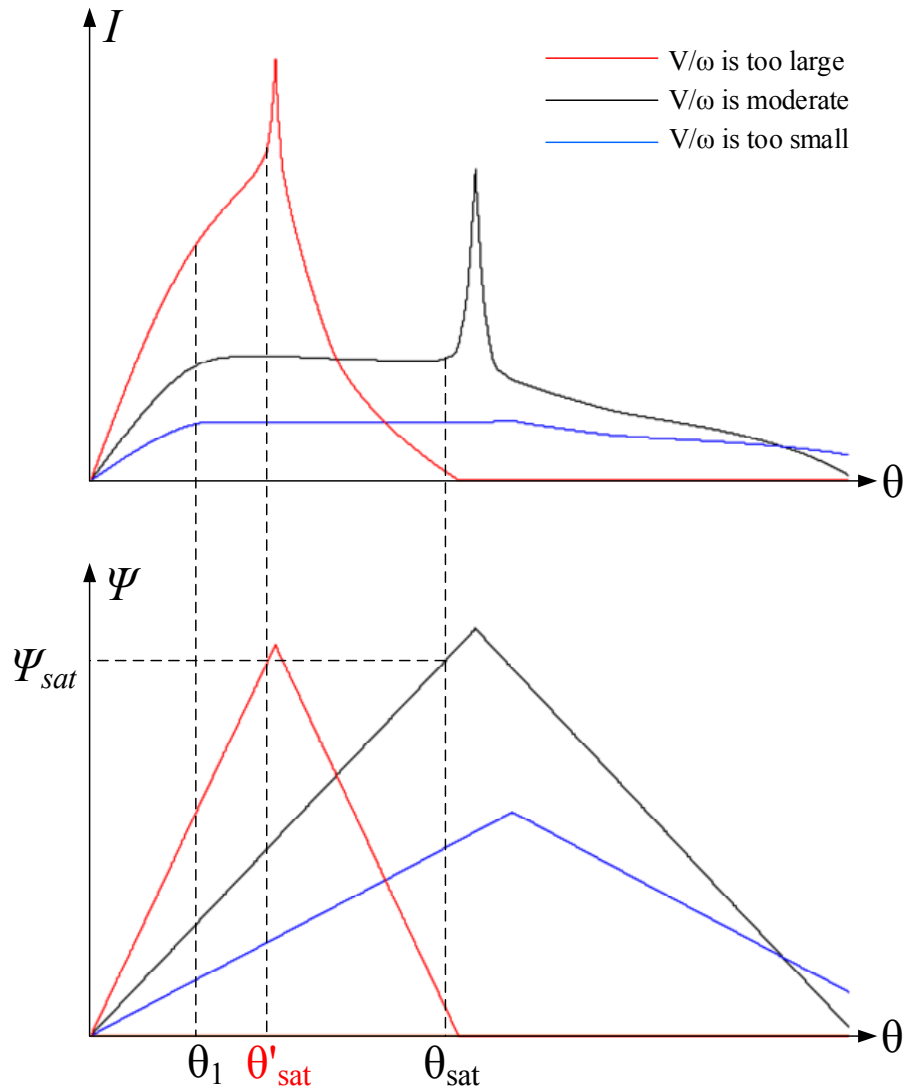 I
V/ω is too large
V/ω is moderate
V/ω is too small
θ
Ψ
Ψsat
θ
θ1
θ'sat
θsat